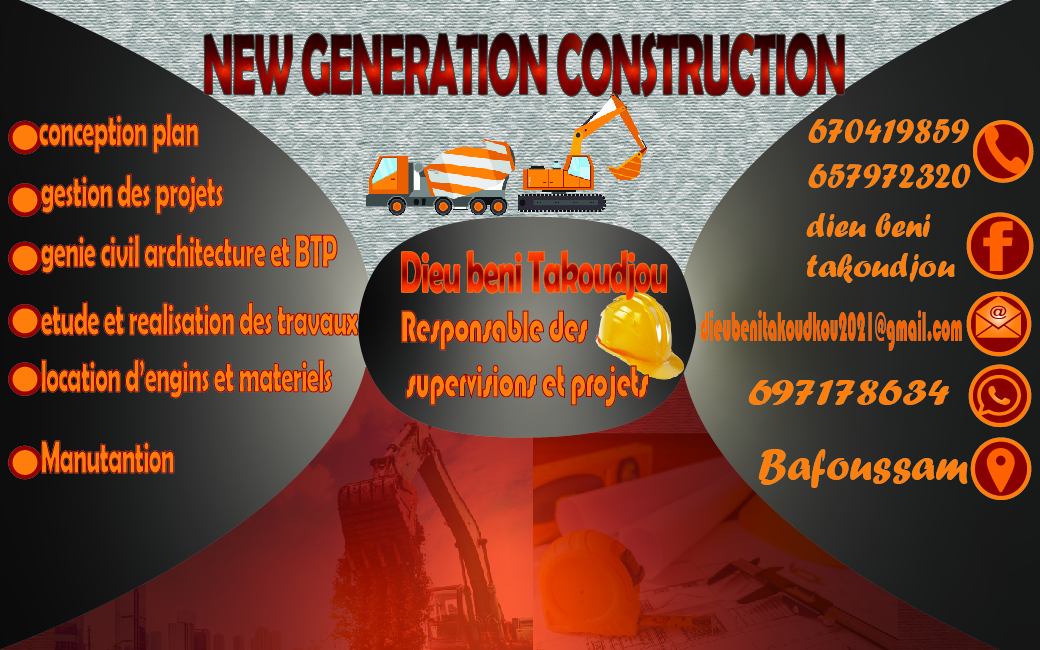 NEW GENERATION CONSTRUCTION
conception plan
gestion des projets
genie civil architecture et BTP
etude et realisation des travaux
location d'engins et materiels
Manutantion
Dieu beni Takoudjou
Responsable des
supervisions et projets
670419859
657972320
dieu beni
takoudjou
dieubenitakoudkou2021@gmail.com
697178634
Bafoussam